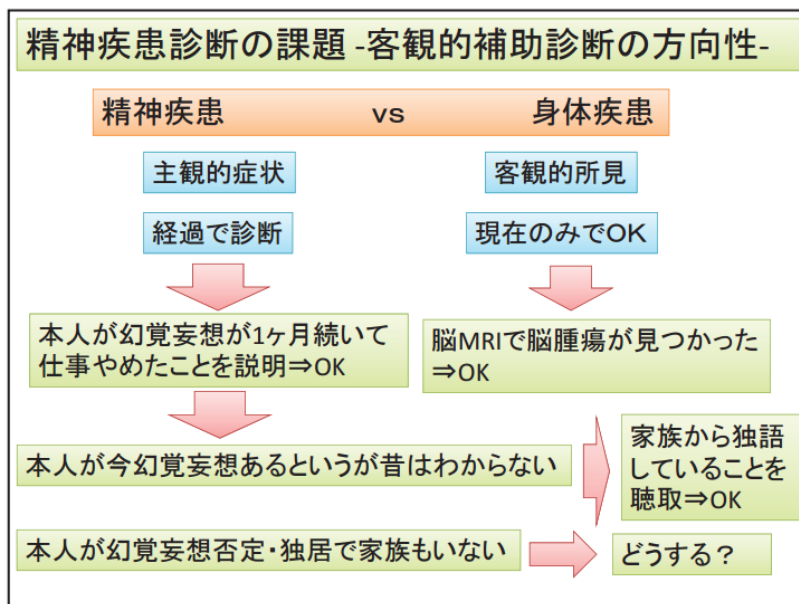 精神疾患診断の課題 -客観的補助診断の方向性-
精神疾患 vs 身体疾患
主観的症状
客観的所見
経過で診断
現在のみでOK
本人が幻覚妄想が1ヶ月続いて
仕事やめたことを説明⇒OK
脳MRIで脳腫瘍が見つかった
⇒OK
本人が今幻覚妄想あるというが昔はわからない
家族から独語
していることを
聴取⇒OK
本人が幻覚妄想否定・独居で家族もいない
どうする？